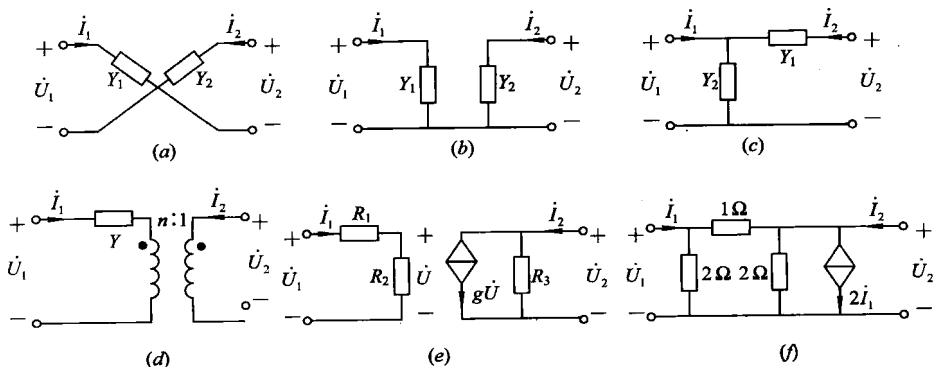 + İ₁ İ₂ +
U̇₁ Y₁ Y₂ U̇₂
− −
(a)
+ İ₁ İ₂ +
U̇₁ Y₁ Y₂ U̇₂
− −
(b)
+ İ₁ İ₂ +
Y₁
U̇₁ Y₂ U̇₂
− −
(c)
+ İ₁ n:1 İ₂ +
Y
U̇₁ U̇₂
− −
(d)
+ İ₁ R₁ + İ₂ +
U̇₁ R₂ U̇ gU̇ R₃ U̇₂
− − −
(e)
+ İ₁ 1Ω İ₂ +
U̇₁ 2Ω 2Ω 2İ₁ U̇₂
− −
(f)